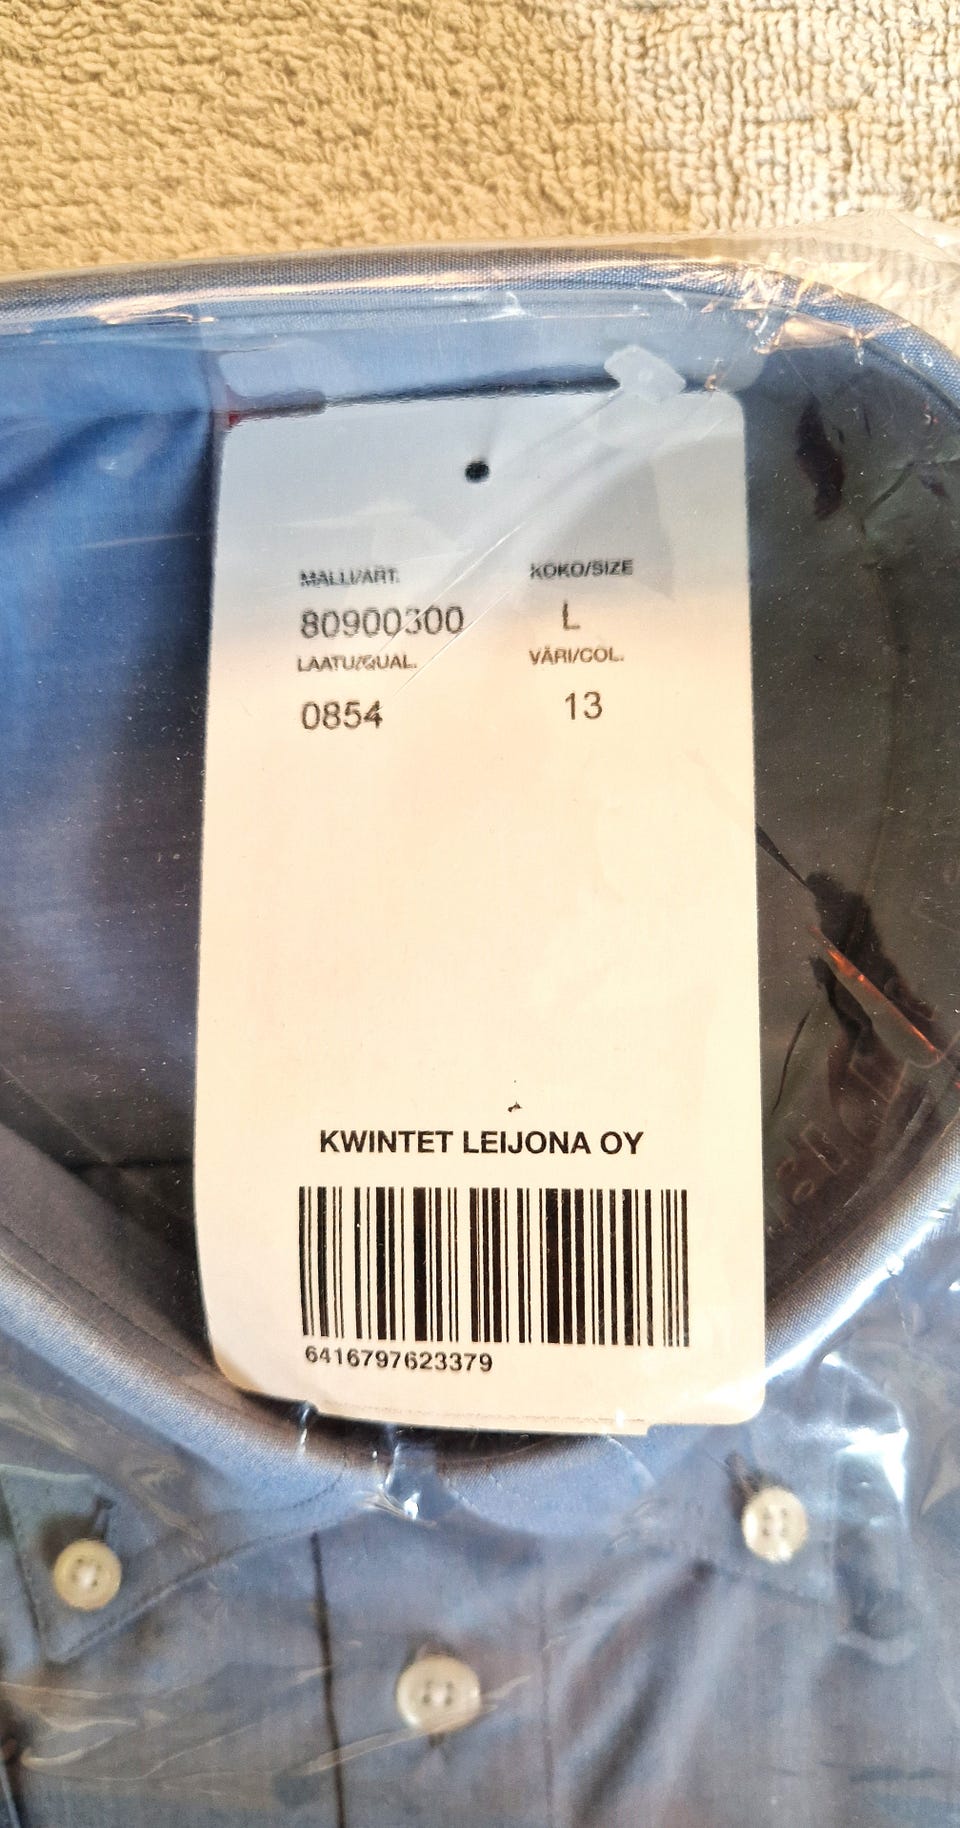 MALLI/ART. KOKO/SIZE
80900300 L
LAATU/QUAL. VÄRI/COL.
0854 13
KWINTET LEIJONA OY
6416797623379